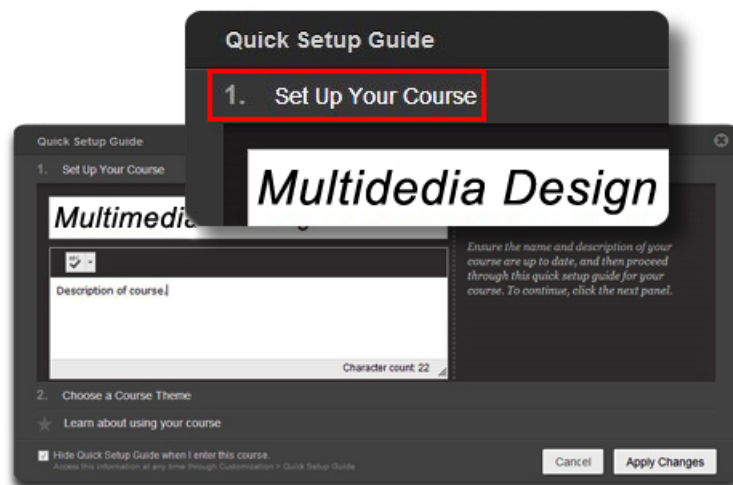 Quick Setup Guide
1. Set Up Your Course
Multidedia Design
Quick Setup Guide
1. Set Up Your Course
Multimedia
ABC
Description of course.
Character count: 22
Ensure the name and description of your
course are up to date, and then proceed
through this quick setup guide for your
course. To continue, click the next panel.
2. Choose a Course Theme
Learn about using your course
Hide Quick Setup Guide when I enter this course.
Access this information at any time through Customization > Quick Setup Guide
Cancel
Apply Changes